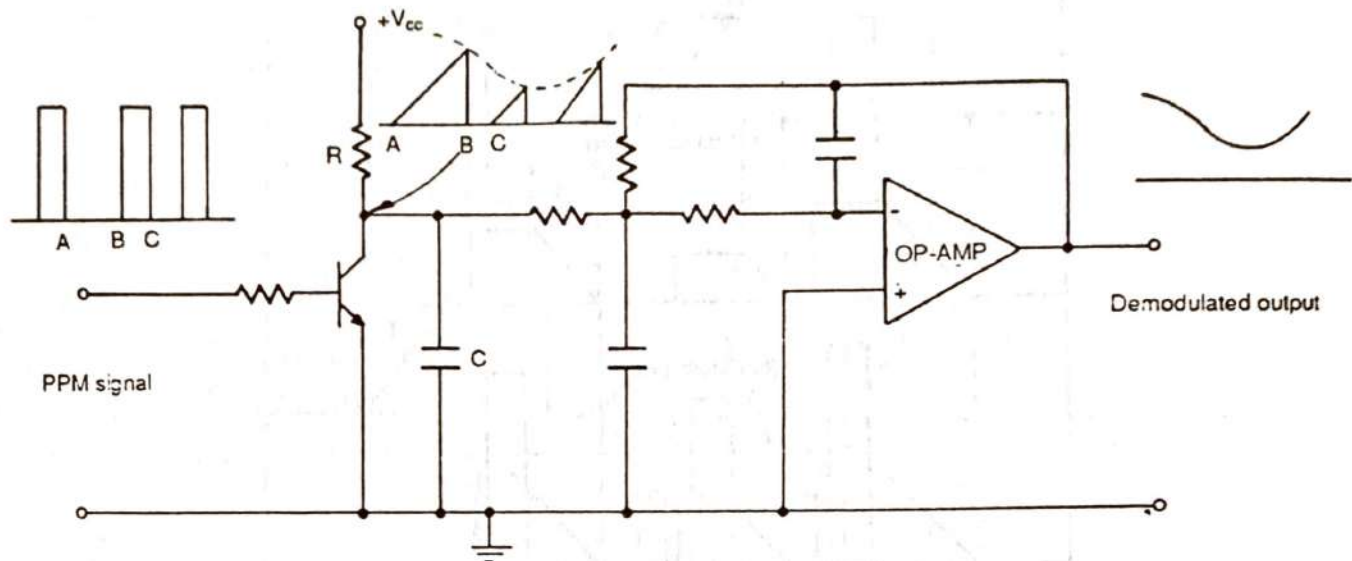 +Vcc
A B C
R
A B C
-
OP-AMP
+
Demodulated output
C
PPM signal